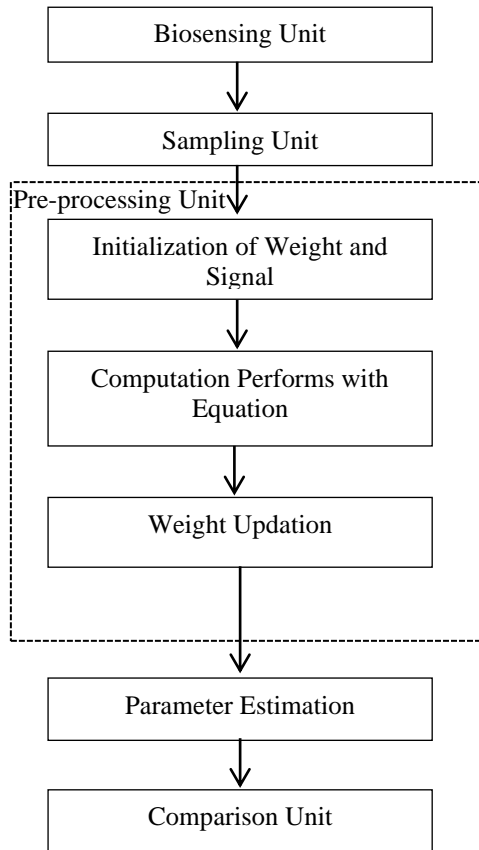 Biosensing Unit
Sampling Unit
Pre-processing Unit
Initialization of Weight and
Signal
Computation Performs with
Equation
Weight Updation
Parameter Estimation
Comparison Unit